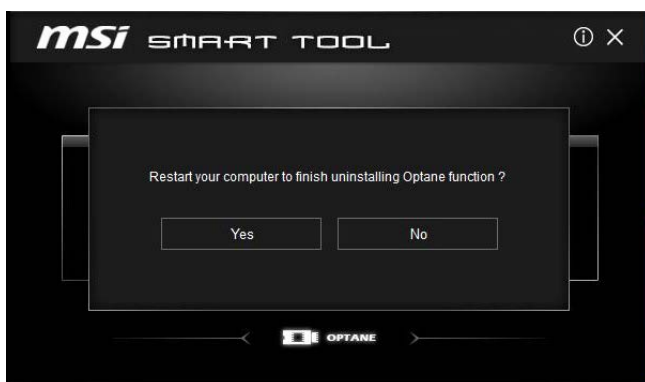 msi SMART TOOL
Restart your computer to finish uninstalling Optane function ?
Yes No
OPTANE